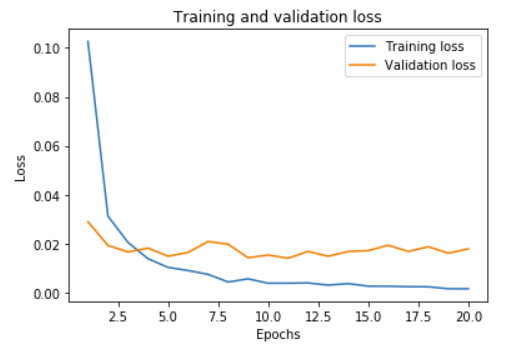 Training and validation loss
Training loss
Validation loss
0.10
0.08
0.06
0.04
0.02
0.00
Loss
2.5 5.0 7.5 10.0 12.5 15.0 17.5 20.0
Epochs